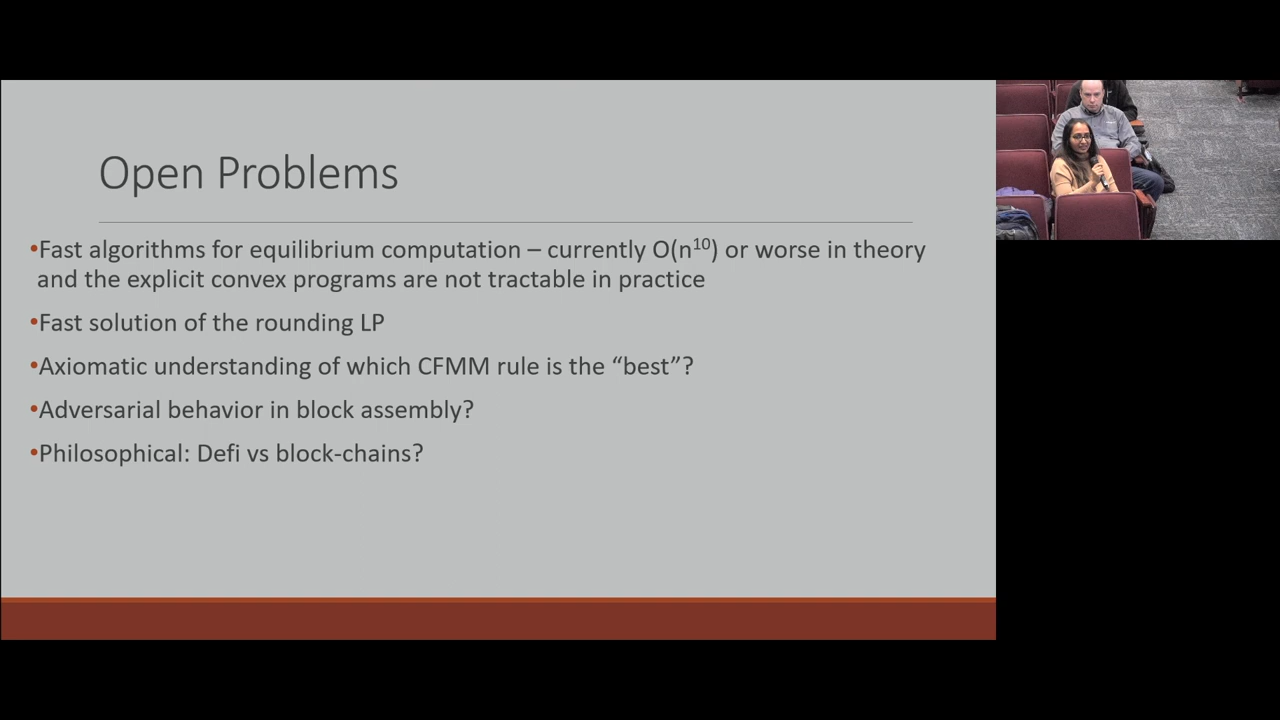 Open Problems
•Fast algorithms for equilibrium computation – currently O(n¹⁰) or worse in theory
and the explicit convex programs are not tractable in practice
•Fast solution of the rounding LP
•Axiomatic understanding of which CFMM rule is the “best”?
•Adversarial behavior in block assembly?
•Philosophical: Defi vs block-chains?